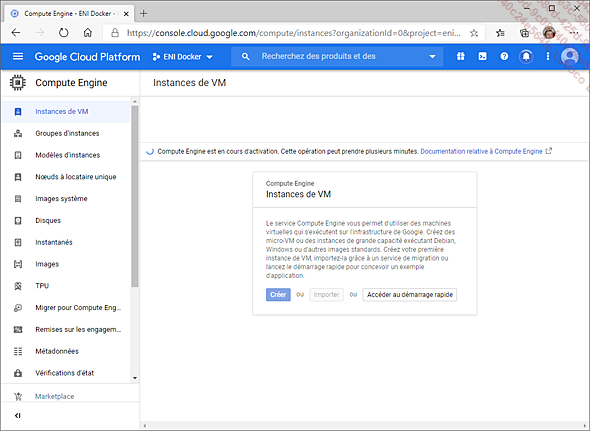 Compute Engine - ENI Docker -
https://console.cloud.google.com/compute/instances?organizationId=0&project=eni...
Google Cloud Platform
ENI Docker
Recherchez des produits et des
Compute Engine
Instances de VM
Instances de VM
Groupes d'instances
Modèles d'instances
Nœuds à locataire unique
Images système
Disques
Instantanés
Images
TPU
Migrer pour Compute Eng...
Remises sur les engagem...
Métadonnées
Vérifications d'état
Marketplace
Compute Engine est en cours d'activation. Cette opération peut prendre plusieurs minutes. Documentation relative à Compute Engine
Compute Engine
Instances de VM
Le service Compute Engine vous permet d'utiliser des machines
virtuelles qui s'exécutent sur l'infrastructure de Google. Créez des
micro-VM ou des instances de grande capacité exécutant Debian,
Windows ou d'autres images standards. Créez votre première
instance de VM, importez-la grâce à un service de migration ou
lancez le démarrage rapide pour concevoir un exemple
d'application.
Créer ou Importer ou Accéder au démarrage rapide